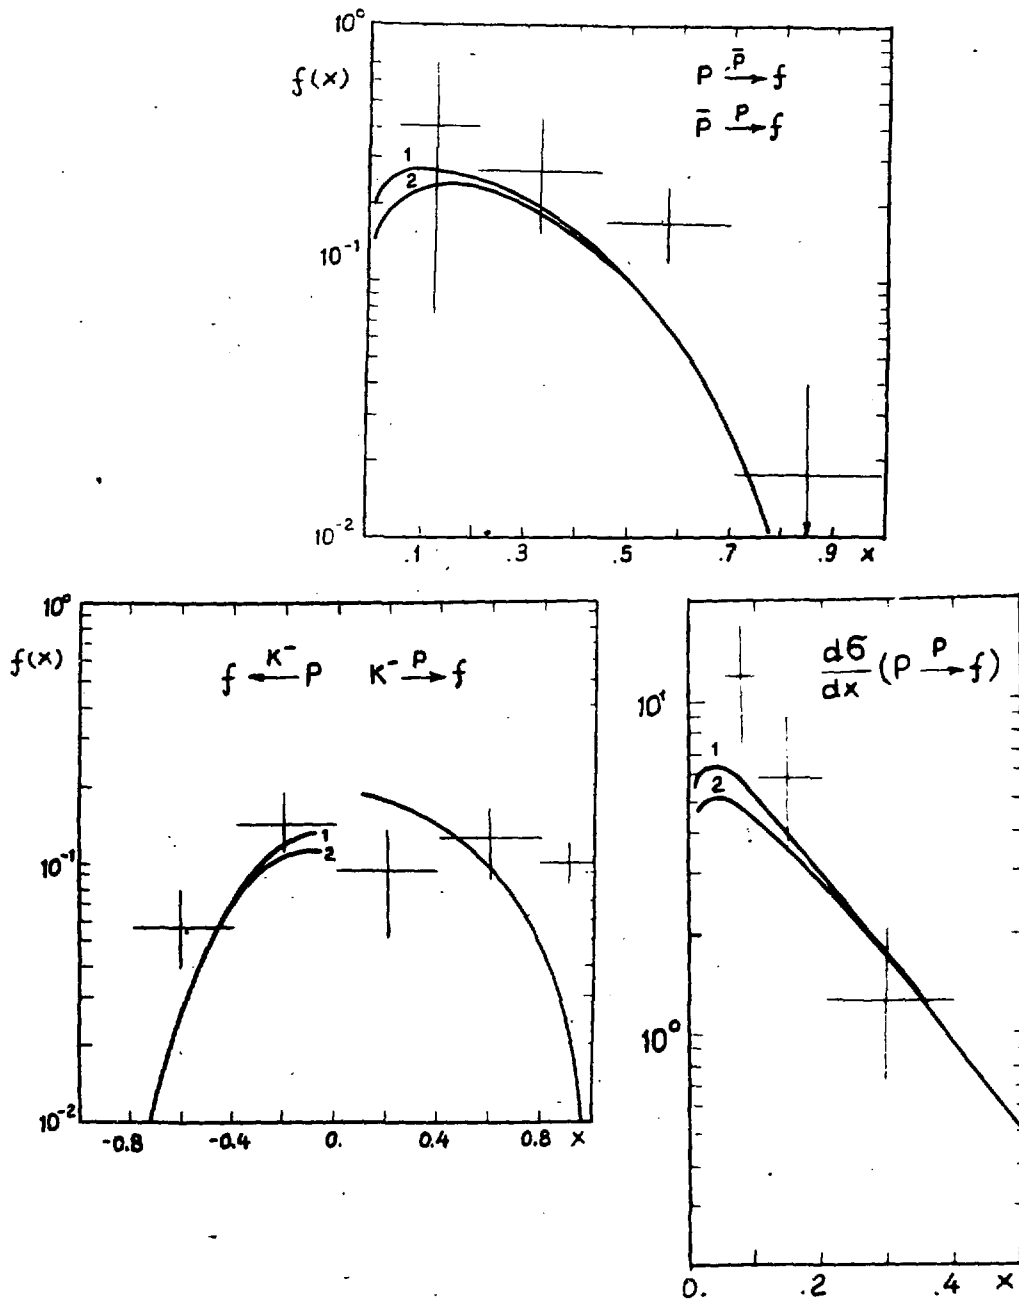 10⁰
f(x)
P —P̄→ f
P̄ —P→ f
1
2
10⁻¹
10⁻²
.1 .3 .5 .7 .9 x
10⁰
f(x)
f ←K⁻— P K⁻ —P→ f
1
2
10⁻¹
10⁻²
-0.8 -0.4 0. 0.4 0.8 x
dσ/dx (P —P→ f)
10¹
1
2
10⁰
0. .2 .4 x